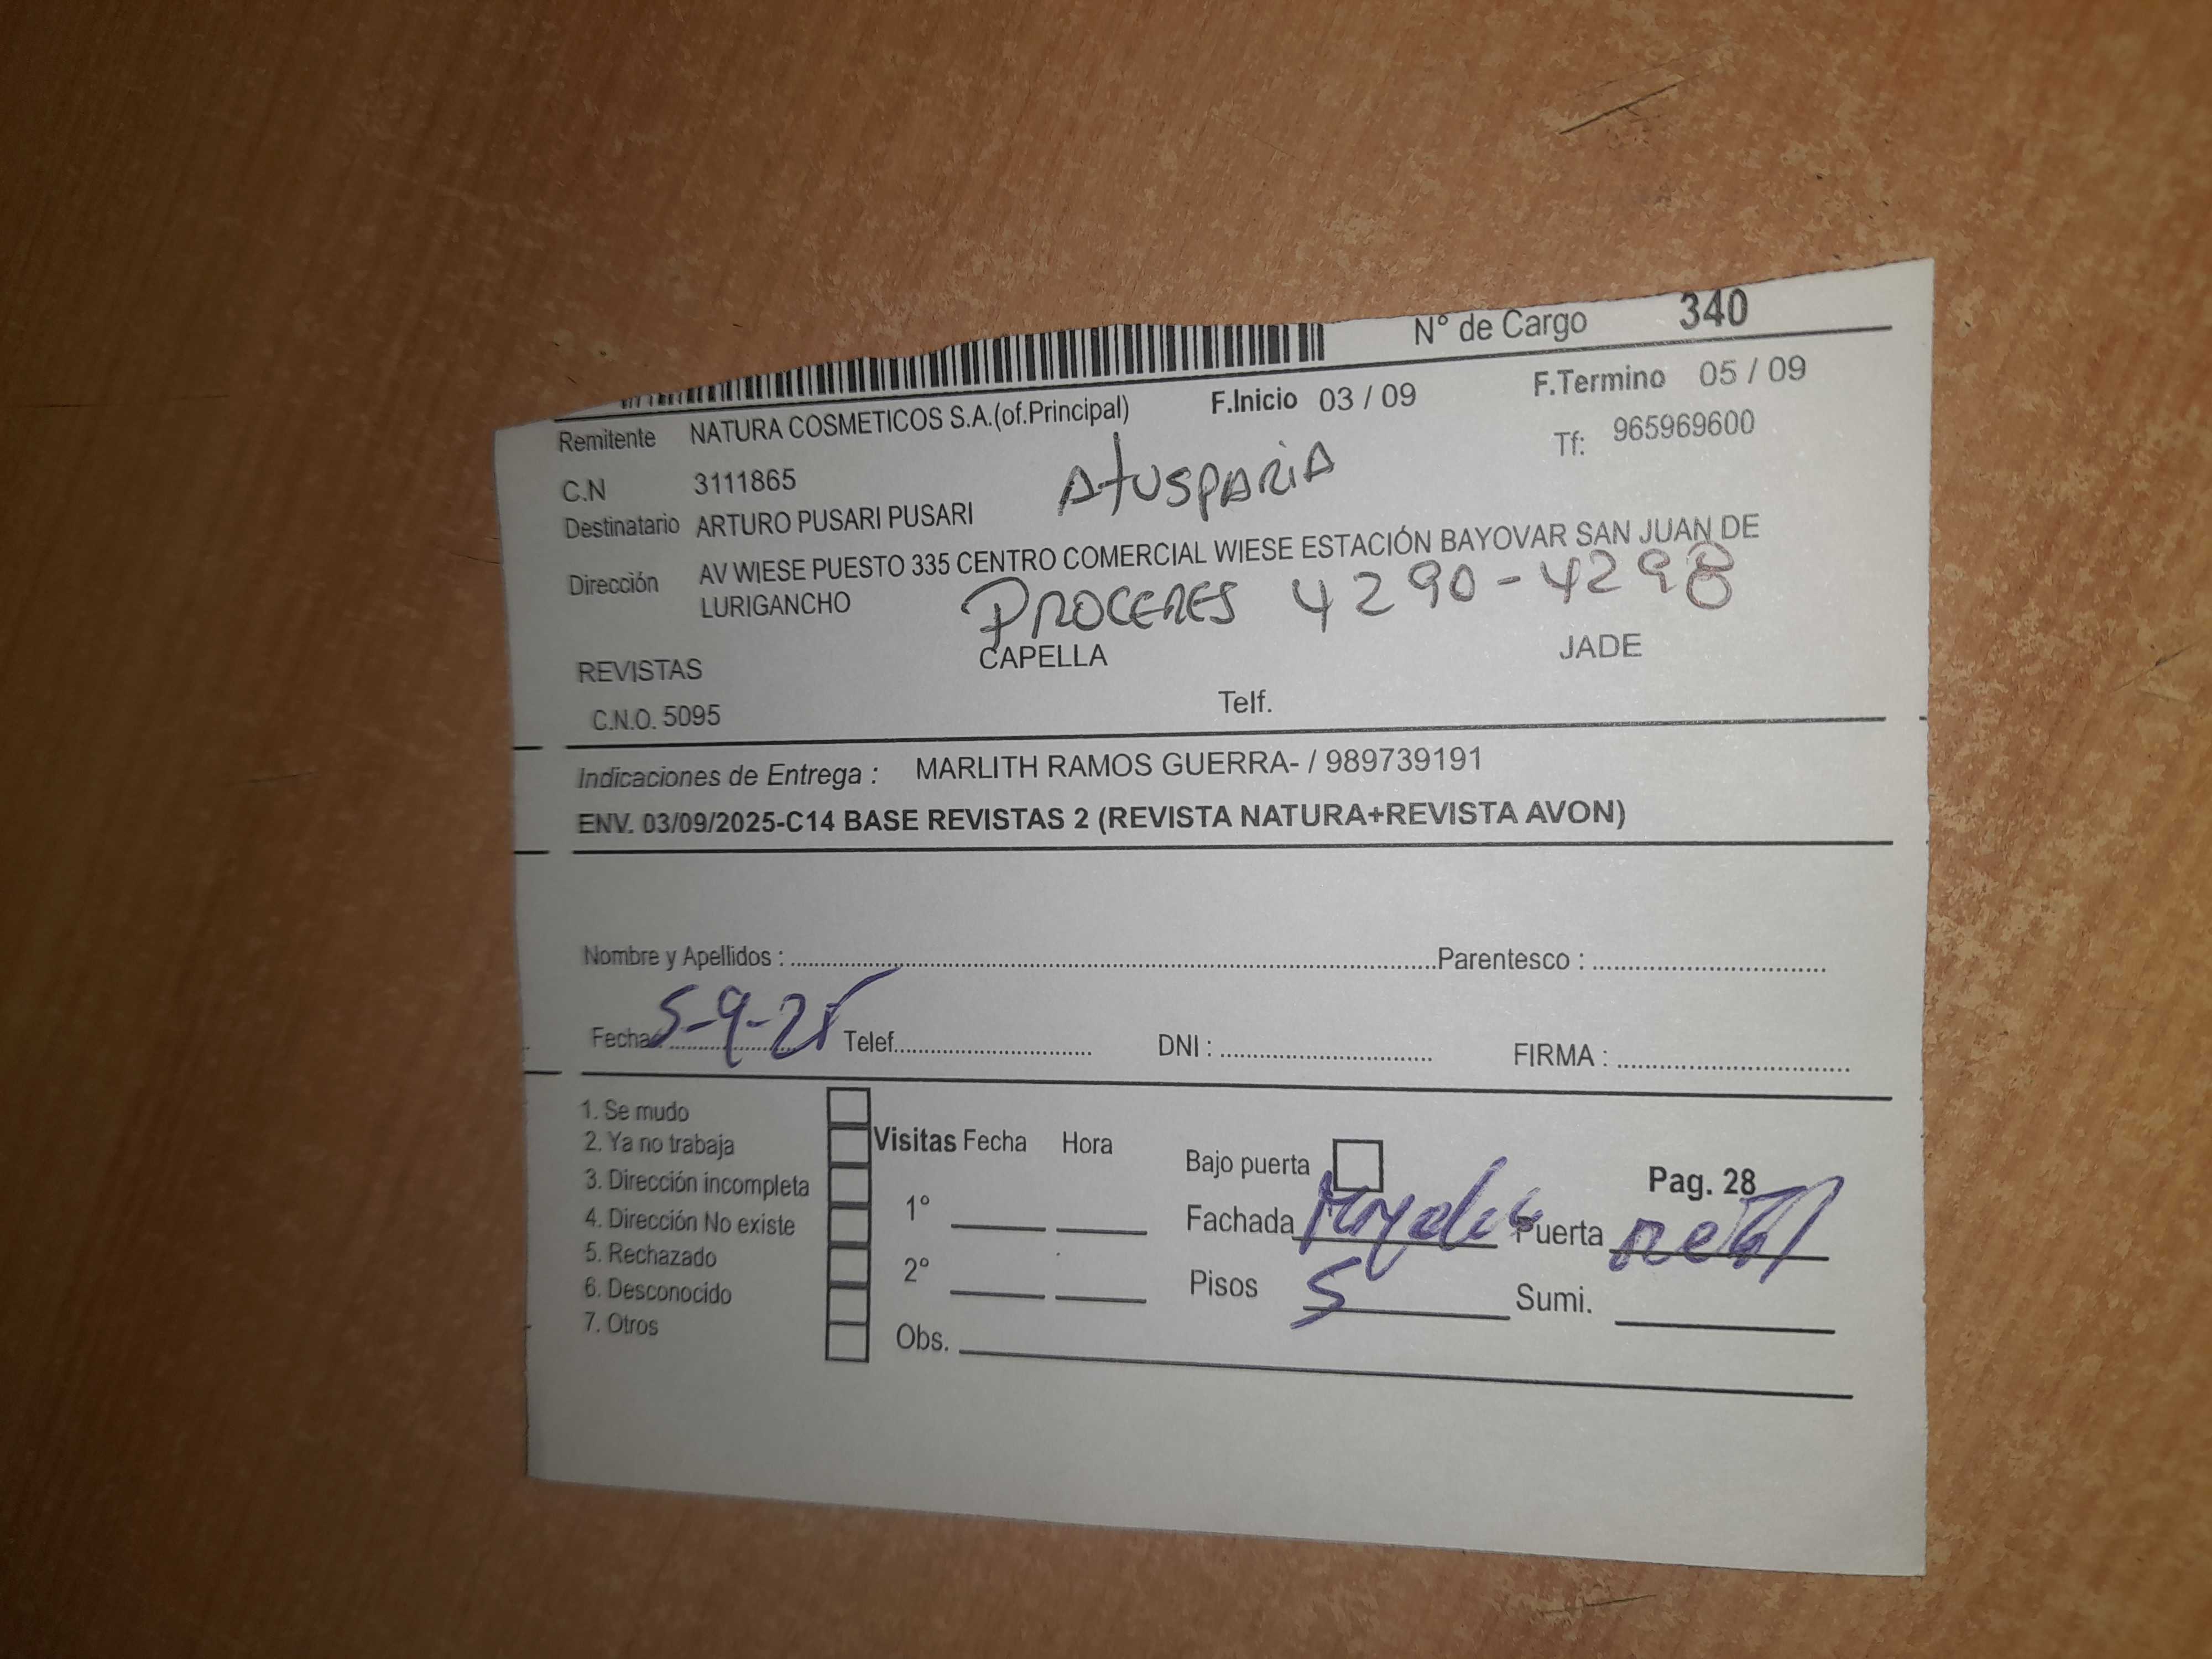 N° de Cargo 340
Remitente NATURA COSMETICOS S.A.(of.Principal) F.Inicio 03 / 09 F.Termino 05 / 09
C.N 3111865 Tf: 965969600
Atusparia
Destinatario ARTURO PUSARI PUSARI
Dirección AV WIESE PUESTO 335 CENTRO COMERCIAL WIESE ESTACIÓN BAYOVAR SAN JUAN DE
LURIGANCHO
PROCERES 4290-4298
REVISTAS CAPELLA JADE
C.N.O. 5095 Telf.
Indicaciones de Entrega : MARLITH RAMOS GUERRA- / 989739191
ENV. 03/09/2025-C14 BASE REVISTAS 2 (REVISTA NATURA+REVISTA AVON)
Nombre y Apellidos : Parentesco :
Fecha 5-9-25 Telef. DNI : FIRMA :
1. Se mudo
2. Ya no trabaja Visitas Fecha Hora Bajo puerta Pag. 28
3. Dirección incompleta
4. Dirección No existe 1° Fachada Puerta
5. Rechazado
6. Desconocido 2° Pisos 5 Sumi.
7. Otros Obs.